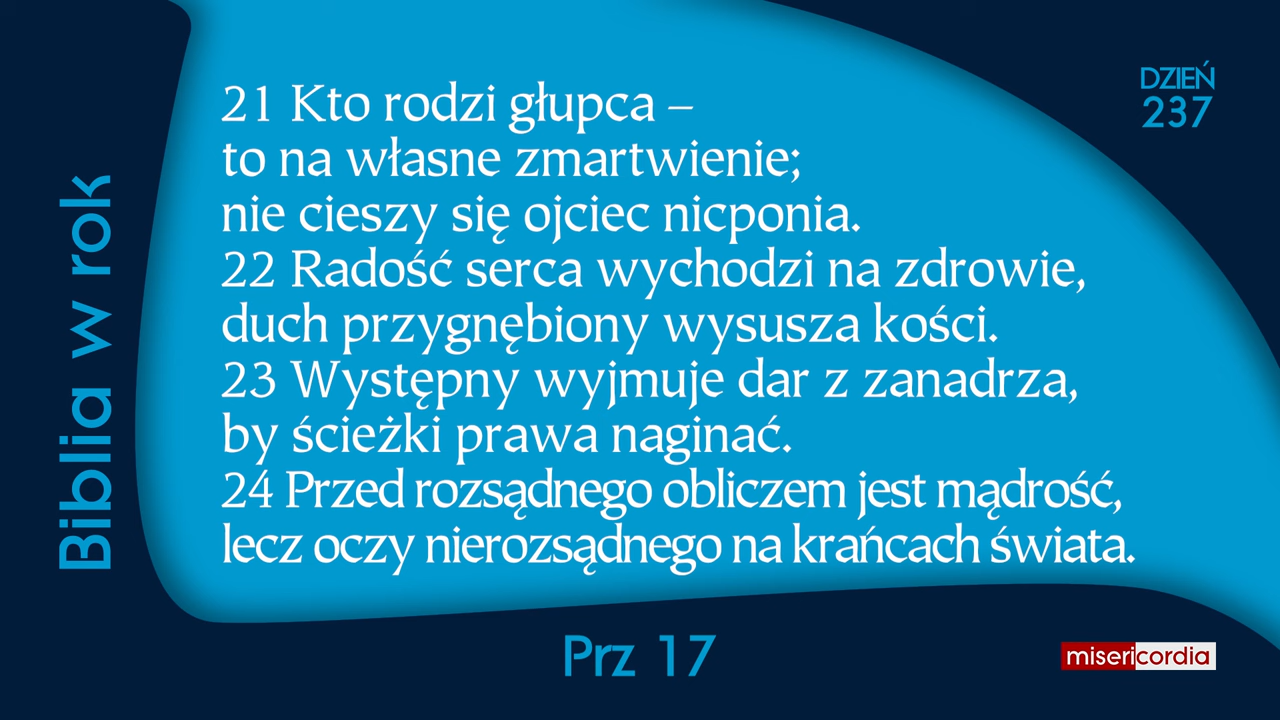 DZIEŃ
237
21 Kto rodzi głupca –
to na własne zmartwienie;
nie cieszy się ojciec nicponia.
22 Radość serca wychodzi na zdrowie,
duch przygnębiony wysusza kości.
23 Występny wyjmuje dar z zanadrza,
by ścieżki prawa naginać.
24 Przed rozsądnego obliczem jest mądrość,
lecz oczy nierozsądnego na krańcach świata.
Biblia w rok
Prz 17
misericordia